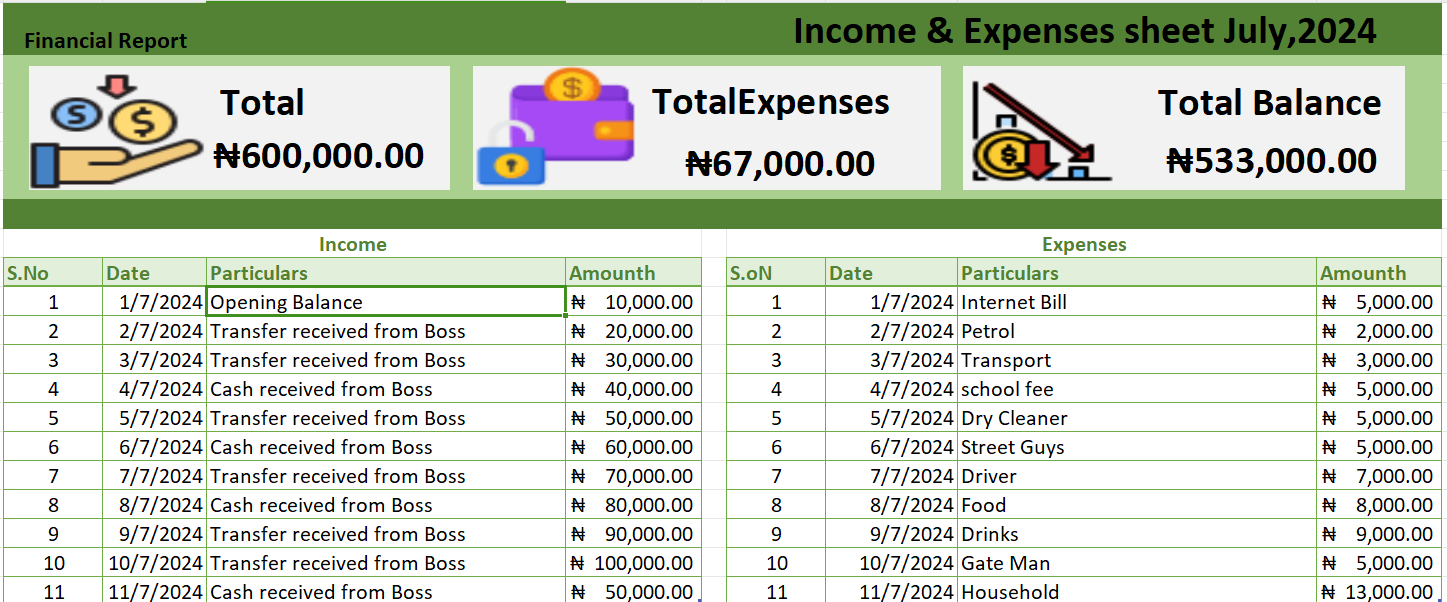 Financial Report
Income & Expenses sheet July,2024
Total
₦600,000.00
TotalExpenses
₦67,000.00
Total Balance
₦533,000.00
Income
S.No Date Particulars Amounth
1 1/7/2024 Opening Balance ₦ 10,000.00
2 2/7/2024 Transfer received from Boss ₦ 20,000.00
3 3/7/2024 Transfer received from Boss ₦ 30,000.00
4 4/7/2024 Cash received from Boss ₦ 40,000.00
5 5/7/2024 Transfer received from Boss ₦ 50,000.00
6 6/7/2024 Cash received from Boss ₦ 60,000.00
7 7/7/2024 Transfer received from Boss ₦ 70,000.00
8 8/7/2024 Cash received from Boss ₦ 80,000.00
9 9/7/2024 Transfer received from Boss ₦ 90,000.00
10 10/7/2024 Transfer received from Boss ₦ 100,000.00
11 11/7/2024 Cash received from Boss ₦ 50,000.00
Expenses
S.oN Date Particulars Amounth
1 1/7/2024 Internet Bill ₦ 5,000.00
2 2/7/2024 Petrol ₦ 2,000.00
3 3/7/2024 Transport ₦ 3,000.00
4 4/7/2024 school fee ₦ 5,000.00
5 5/7/2024 Dry Cleaner ₦ 5,000.00
6 6/7/2024 Street Guys ₦ 5,000.00
7 7/7/2024 Driver ₦ 7,000.00
8 8/7/2024 Food ₦ 8,000.00
9 9/7/2024 Drinks ₦ 9,000.00
10 10/7/2024 Gate Man ₦ 5,000.00
11 11/7/2024 Household ₦ 13,000.00